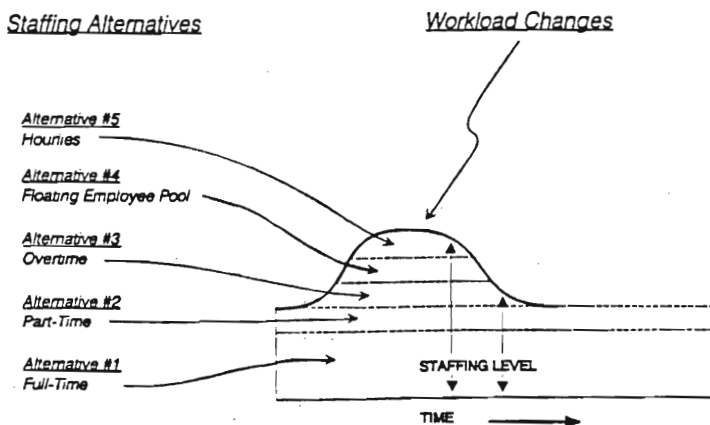 Staffing Alternatives
Workload Changes
Alternative #5
Hourlies
Alternative #4
Floating Employee Pool
Alternative #3
Overtime
Alternative #2
Part-Time
Alternative #1
Full-Time
STAFFING LEVEL
TIME